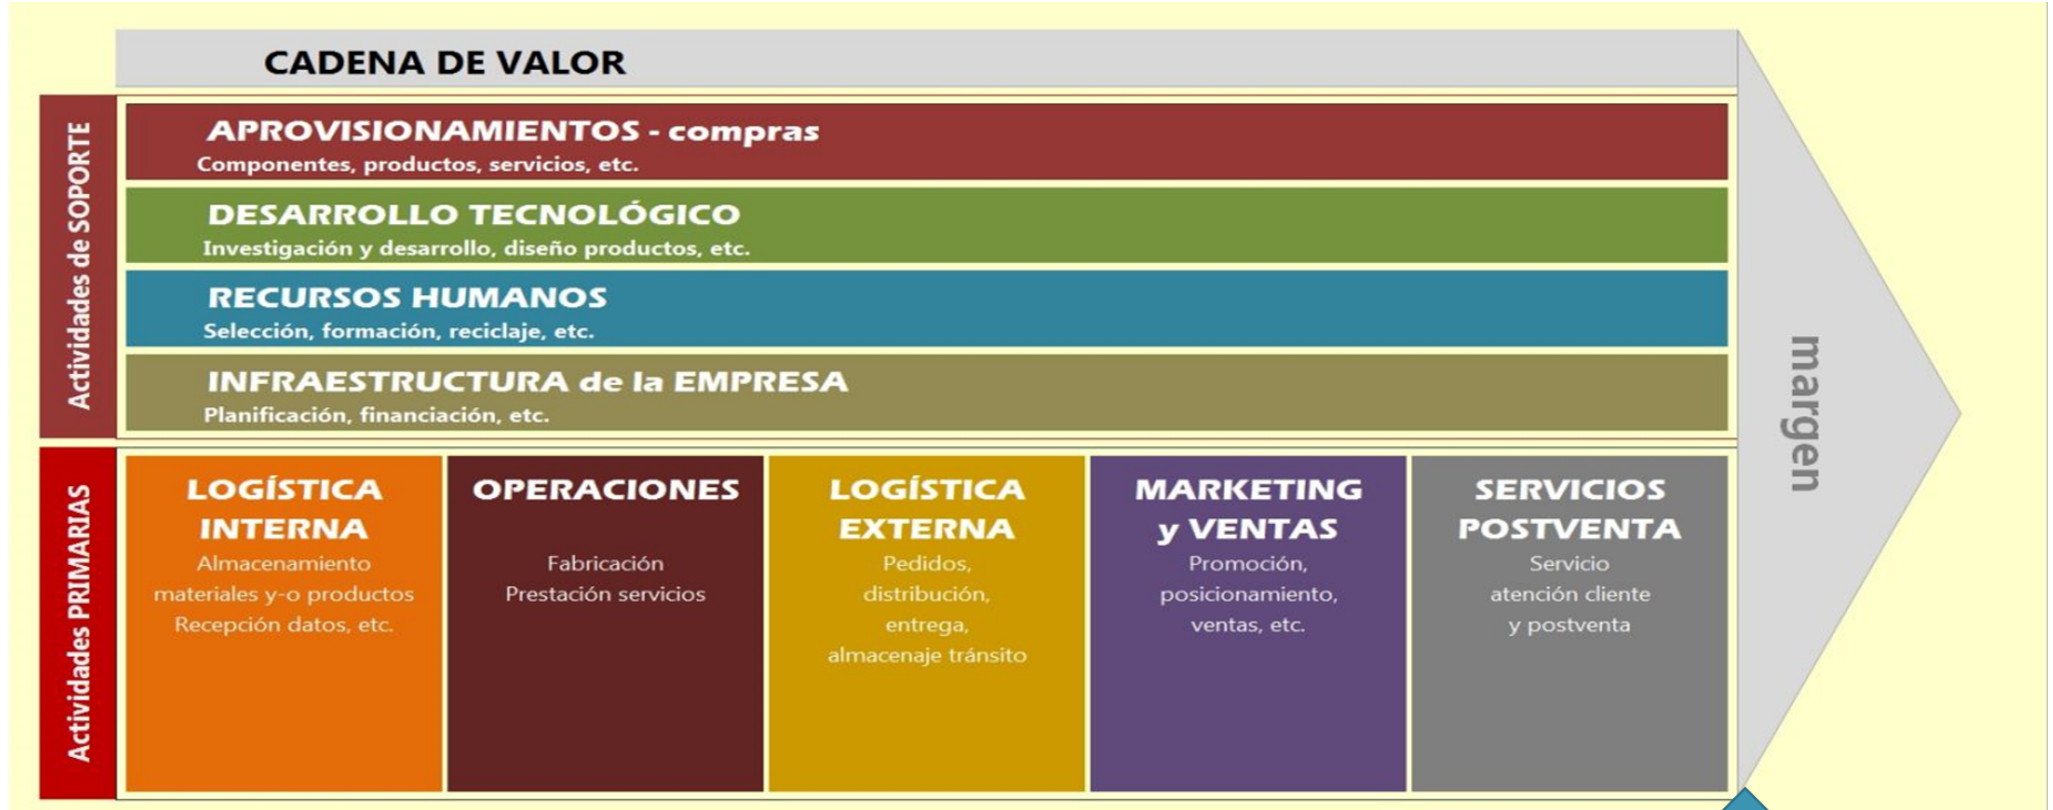 CADENA DE VALOR
Actividades de SOPORTE
APROVISIONAMIENTOS - compras
Componentes, productos, servicios, etc.
DESARROLLO TECNOLÓGICO
Investigación y desarrollo, diseño productos, etc.
RECURSOS HUMANOS
Selección, formación, reciclaje, etc.
INFRAESTRUCTURA de la EMPRESA
Planificación, financiación, etc.
Actividades PRIMARIAS
LOGÍSTICA
INTERNA
Almacenamiento
materiales y-o productos
Recepción datos, etc.
OPERACIONES
Fabricación
Prestación servicios
LOGÍSTICA
EXTERNA
Pedidos,
distribución,
entrega,
almacenaje tránsito
MARKETING
y VENTAS
Promoción,
posicionamiento,
ventas, etc.
SERVICIOS
POSTVENTA
Servicio
atención cliente
y postventa
margen